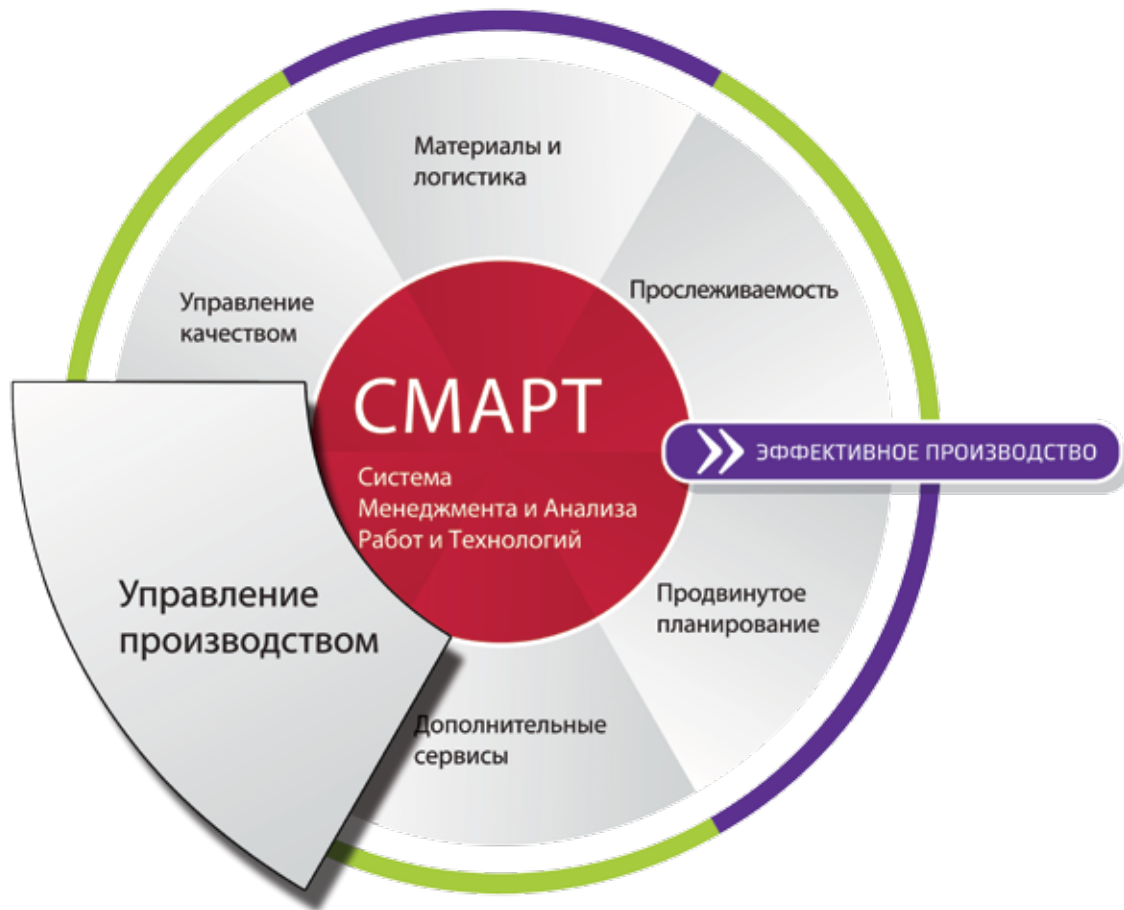 Материалы и
логистика
Прослеживаемость
Управление
качеством
СМАРТ
Система
Менеджмента и Анализа
Работ и Технологий
ЭФФЕКТИВНОЕ ПРОИЗВОДСТВО
Управление
производством
Продвинутое
планирование
Дополнительные
сервисы